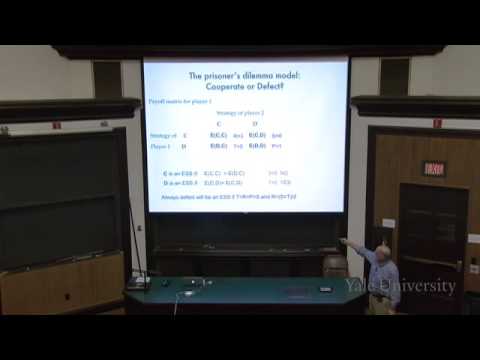 The prisoner's dilemma model:
Cooperate or Defect?
Payoff matrix for player 1
Strategy of player 2
C D
Strategy of C E(C,C) E(C,D)
Player 1 D E(D,C) E(D,D)
C is an ESS if E(C,C) > E(D,C)
D is an ESS if E(D,D) > E(C,D)
Always defect will be an ESS if T>R>P>S and
EXIT
Yale University